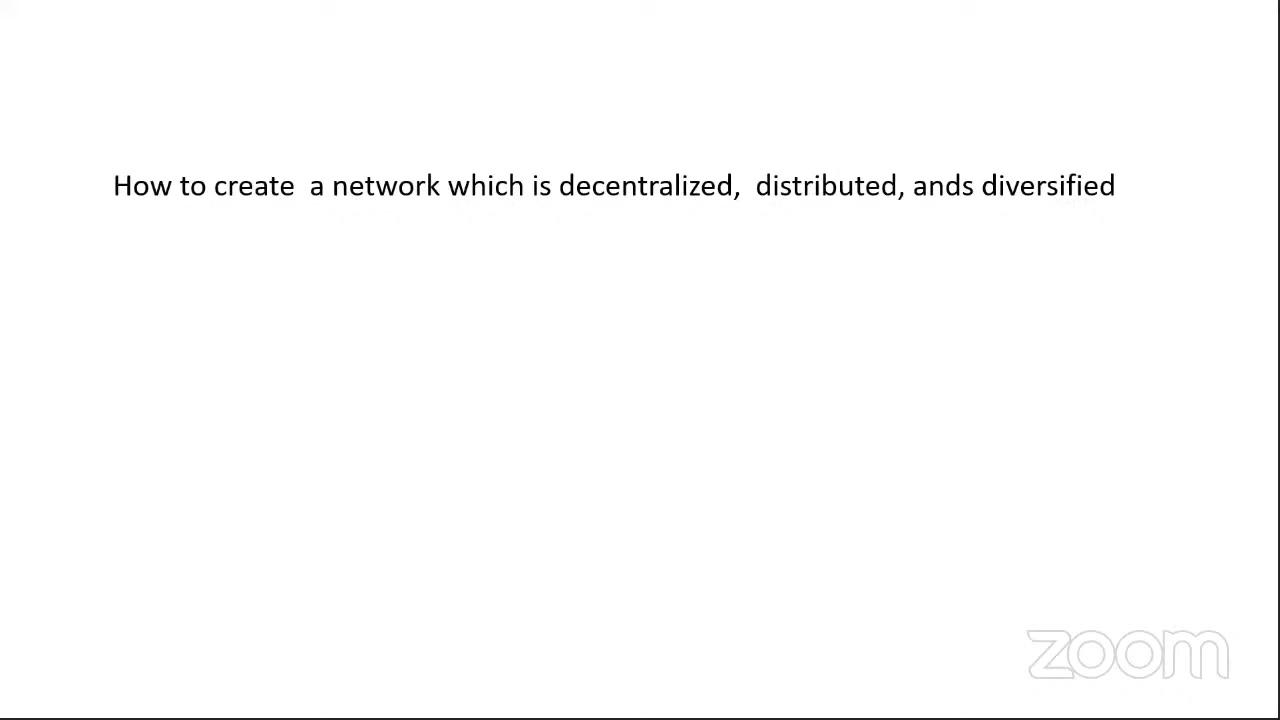 How to create  a network which is decentralized,  distributed, ands diversified
zoom